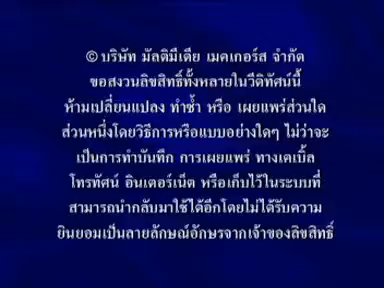 © บริษัท มัลติมีเดีย เมคเกอร์ส จำกัด
ขอสงวนลิขสิทธิ์ทั้งหลายในวีดิทัศน์นี้
ห้ามเปลี่ยนแปลง ทำซ้ำ หรือ เผยแพร่ส่วนใด
ส่วนหนึ่งโดยวิธีการหรือแบบอย่างใดๆ ไม่ว่าจะ
เป็นการทำบันทึก การเผยแพร่ ทางเคเบิ้ล
โทรทัศน์ อินเตอร์เน็ต หรือเก็บไว้ในระบบที่
สามารถนำกลับมาใช้ได้อีกโดยไม่ได้รับความ
ยินยอมเป็นลายลักษณ์อักษรจากเจ้าของลิขสิทธิ์